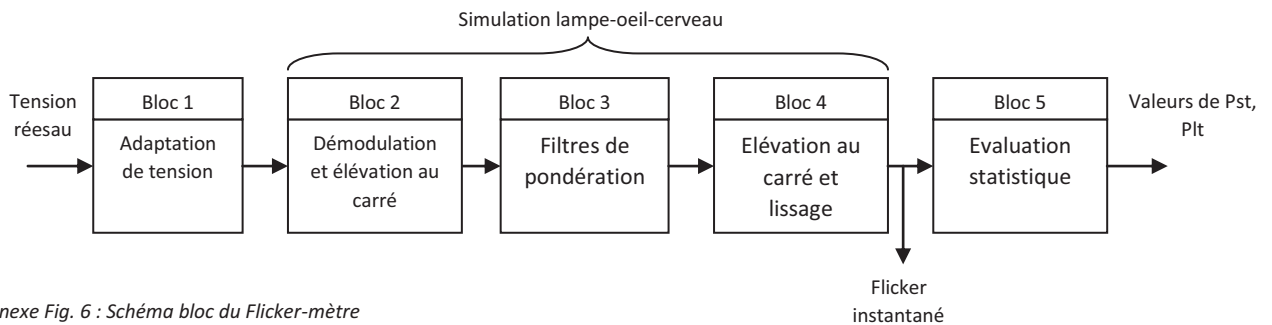 Simulation lampe-oeil-cerveau
Tension
réesau
Bloc 1
Adaptation
de tension
Bloc 2
Démodulation
et élévation au
carré
Bloc 3
Filtres de
pondération
Bloc 4
Elévation au
carré et
lissage
Bloc 5
Evaluation
statistique
Valeurs de Pst,
Plt
Flicker
instantané
nexe Fig. 6 : Schéma bloc du Flicker-mètre